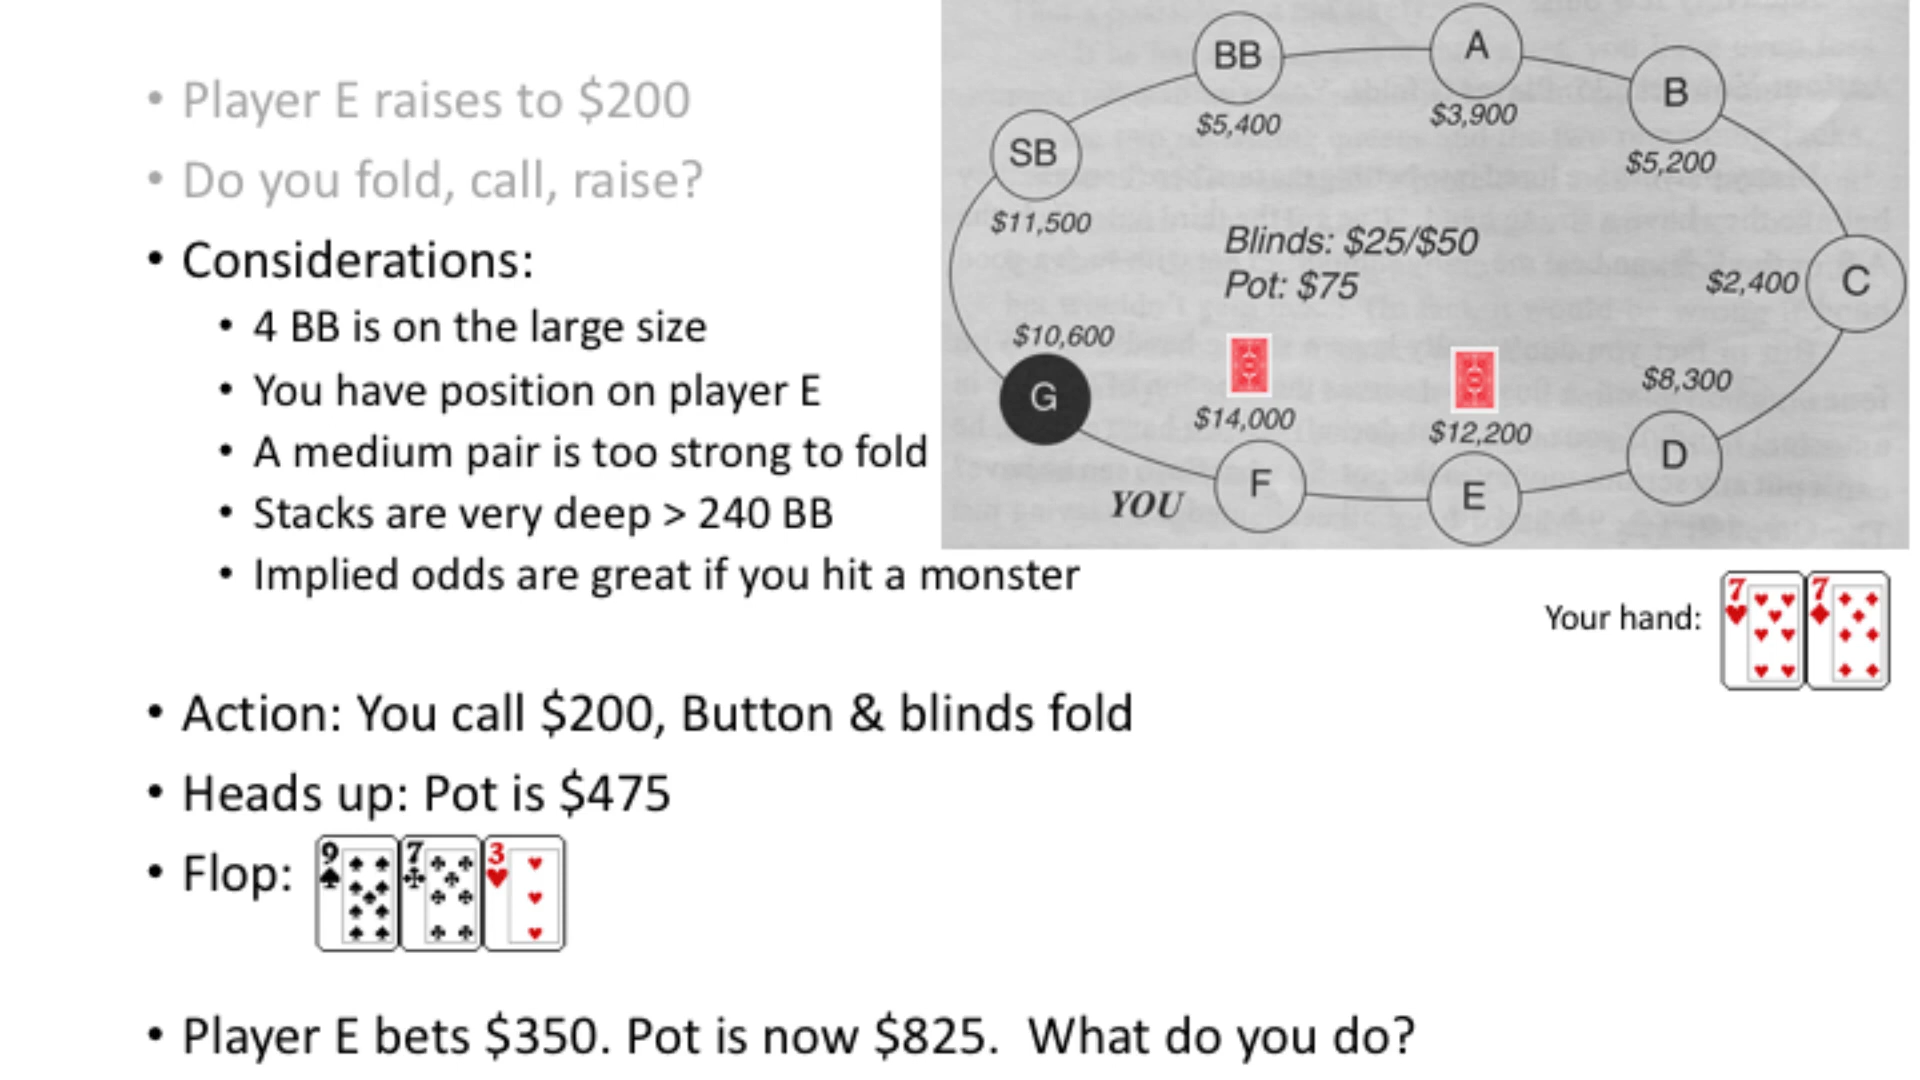 • Player E raises to $200
• Do you fold, call, raise?
• Considerations:
• 4 BB is on the large size
• You have position on player E
• A medium pair is too strong to fold
• Stacks are very deep > 240 BB
• Implied odds are great if you hit a monster
BB
$5,400
A
$3,900
B
$5,200
SB
$11,500
Blinds: $25/$50
Pot: $75
$2,400
C
$10,600
G
$14,000
$12,200
$8,300
D
YOU
F
E
Your hand:
7
7
• Action: You call $200, Button & blinds fold
• Heads up: Pot is $475
• Flop:
9
7
3
• Player E bets $350. Pot is now $825. What do you do?